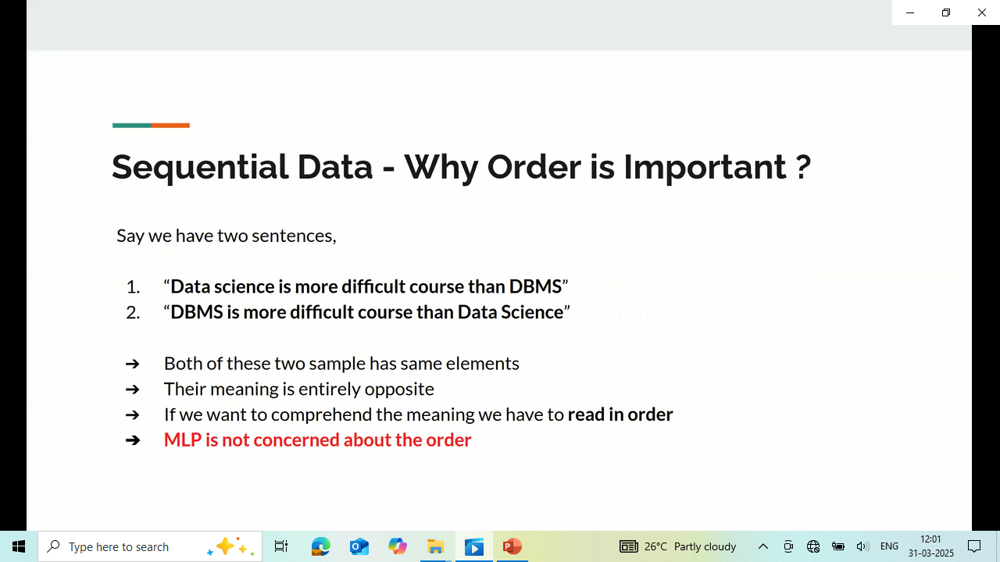 Sequential Data - Why Order is Important ?
Say we have two sentences,
1. “Data science is more difficult course than DBMS”
2. “DBMS is more difficult course than Data Science”
➔ Both of these two sample has same elements
➔ Their meaning is entirely opposite
➔ If we want to comprehend the meaning we have to read in order
➔ MLP is not concerned about the order
Type here to search
26°C Partly cloudy
ENG
12:01
31-03-2025